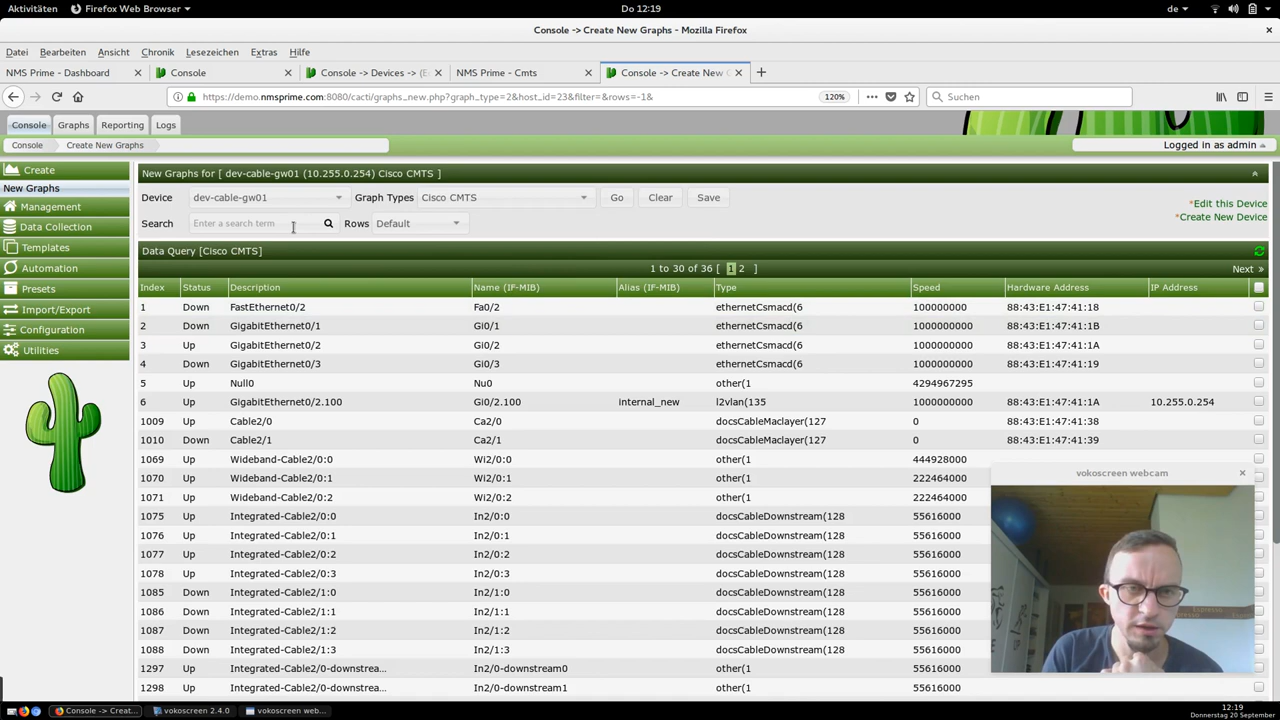 Aktivitäten Firefox Web Browser Do 12:19 de
Console -> Create New Graphs - Mozilla Firefox
Datei Bearbeiten Ansicht Chronik Lesezeichen Extras Hilfe
NMS Prime - Dashboard Console Console -> Devices -> (E NMS Prime - Cmts Console -> Create New G
https://demo.nmsprime.com:8080/cacti/graphs_new.php?graph_type=2&host_id=23&filter=&rows=-1& 120% Suchen
Console Graphs Reporting Logs
Console Create New Graphs Logged in as admin
Create
New Graphs
Management
Data Collection
Templates
Automation
Presets
Import/Export
Configuration
Utilities
New Graphs for [ dev-cable-gw01 (10.255.0.254) Cisco CMTS ]
Device dev-cable-gw01 Graph Types Cisco CMTS Go Clear Save
*Edit this Device
*Create New Device
Search Enter a search term Rows Default
Data Query [Cisco CMTS]
1 to 30 of 36 [ 1 2 ] Next »
Index Status Description Name (IF-MIB) Alias (IF-MIB) Type Speed Hardware Address IP Address
1 Down FastEthernet0/2 Fa0/2 ethernetCsmacd(6 100000000 88:43:E1:47:41:18
2 Down GigabitEthernet0/1 Gi0/1 ethernetCsmacd(6 1000000000 88:43:E1:47:41:1B
3 Up GigabitEthernet0/2 Gi0/2 ethernetCsmacd(6 1000000000 88:43:E1:47:41:1A
4 Down GigabitEthernet0/3 Gi0/3 ethernetCsmacd(6 100000000 88:43:E1:47:41:19
5 Up Null0 Nu0 other(1 4294967295
6 Up GigabitEthernet0/2.100 Gi0/2.100 internal_new l2vlan(135 1000000000 88:43:E1:47:41:1A 10.255.0.254
1009 Up Cable2/0 Ca2/0 docsCableMaclayer(127 0 88:43:E1:47:41:38
1010 Down Cable2/1 Ca2/1 docsCableMaclayer(127 0 88:43:E1:47:41:39
1069 Up Wideband-Cable2/0:0 Wi2/0:0 other(1 444928000
1070 Up Wideband-Cable2/0:1 Wi2/0:1 other(1 222464000
1071 Up Wideband-Cable2/0:2 Wi2/0:2 other(1 222464000
1075 Up Integrated-Cable2/0:0 In2/0:0 docsCableDownstream(128 55616000
1076 Up Integrated-Cable2/0:1 In2/0:1 docsCableDownstream(128 55616000
1077 Up Integrated-Cable2/0:2 In2/0:2 docsCableDownstream(128 55616000
1078 Up Integrated-Cable2/0:3 In2/0:3 docsCableDownstream(128 55616000
1085 Down Integrated-Cable2/1:0 In2/1:0 docsCableDownstream(128 55616000
1086 Down Integrated-Cable2/1:1 In2/1:1 docsCableDownstream(128 55616000
1087 Down Integrated-Cable2/1:2 In2/1:2 docsCableDownstream(128 55616000
1088 Down Integrated-Cable2/1:3 In2/1:3 docsCableDownstream(128 55616000
1297 Up Integrated-Cable2/0-downstrea... In2/0-downstream0 other(1 55616000
1298 Up Integrated-Cable2/0-downstrea... In2/0-downstream1 other(1 55616000
vokoscreen webcam
Console -> Creat... vokoscreen 2.4.0 vokoscreen web...
12:19
Donnerstag 20 September